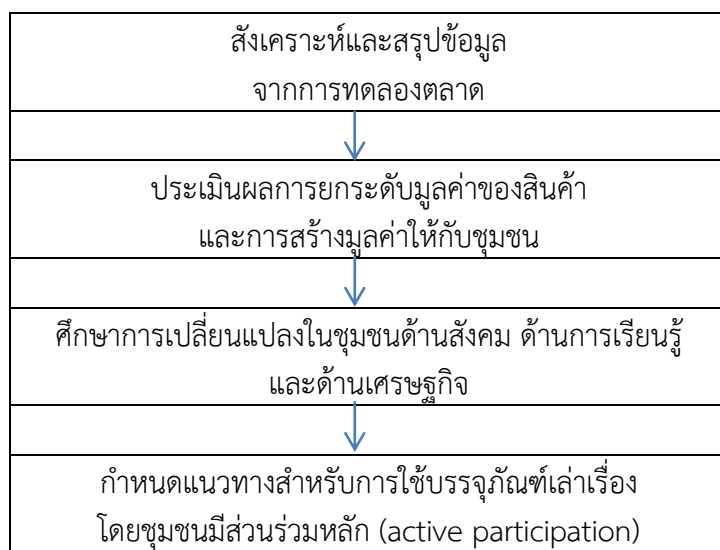 สังเคราะห์และสรุปข้อมูล
จากการทดลองตลาด
ประเมินผลการยกระดับมูลค่าของสินค้า
และการสร้างมูลค่าให้กับชุมชน
ศึกษาการเปลี่ยนแปลงในชุมชนด้านสังคม ด้านการเรียนรู้
และด้านเศรษฐกิจ
กำหนดแนวทางสำหรับการใช้บรรจุภัณฑ์เล่าเรื่อง
โดยชุมชนมีส่วนร่วมหลัก (active participation)